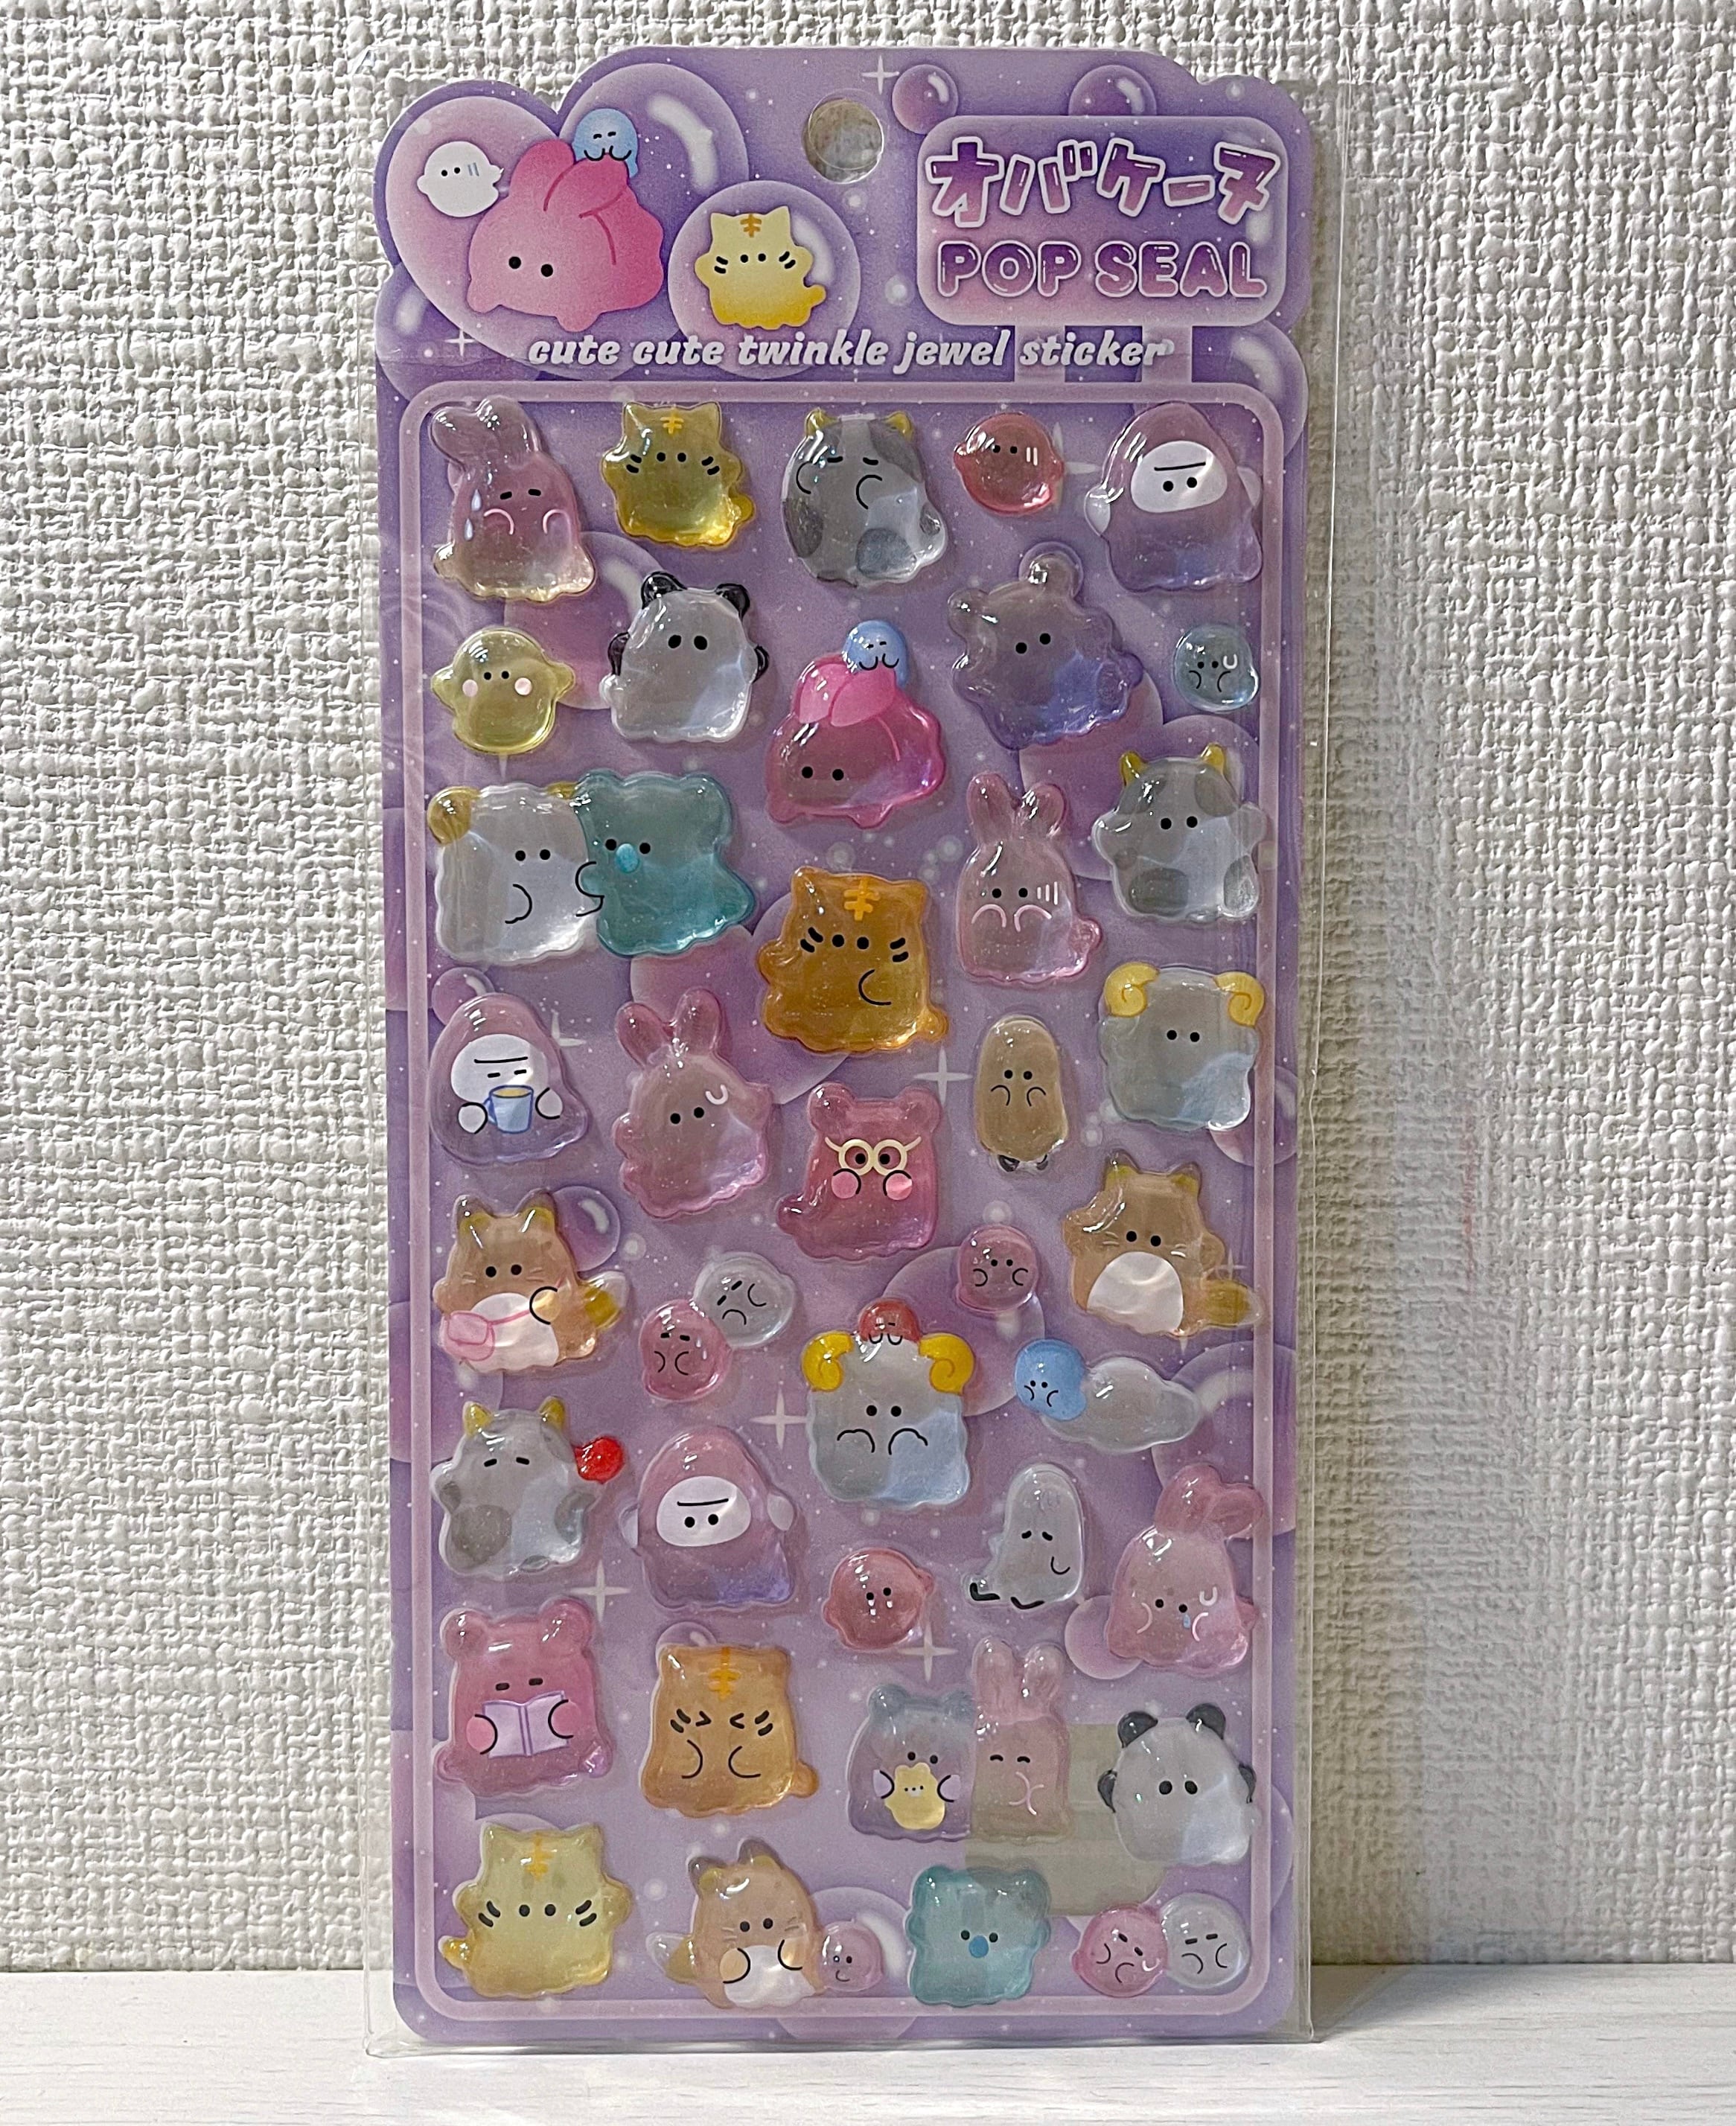 オバケーヌ
POP SEAL
cute cute twinkle jewel sticker